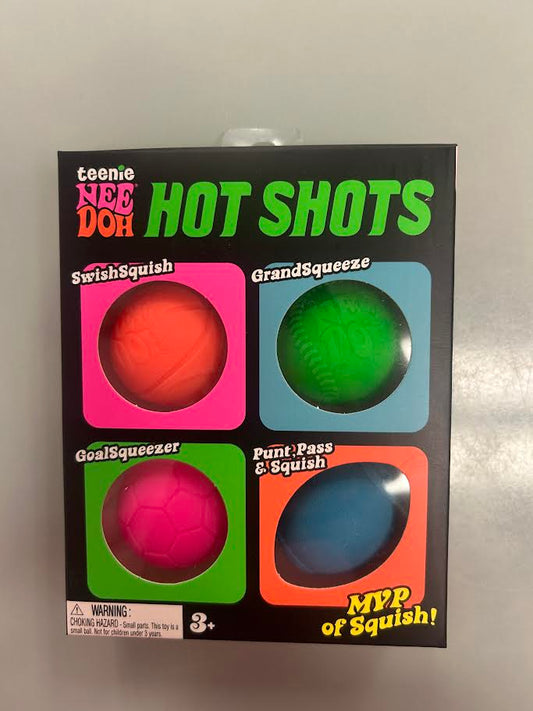 teenie
NEE
DOH®
HOT SHOTS
SwishSquish
GrandSqueeze
GoalSqueezer
Punt, Pass
& Squish
WARNING:
CHOKING HAZARD - Small parts. This toy is a
small ball. Not for children under 3 years.
3+
MVP
of Squish!